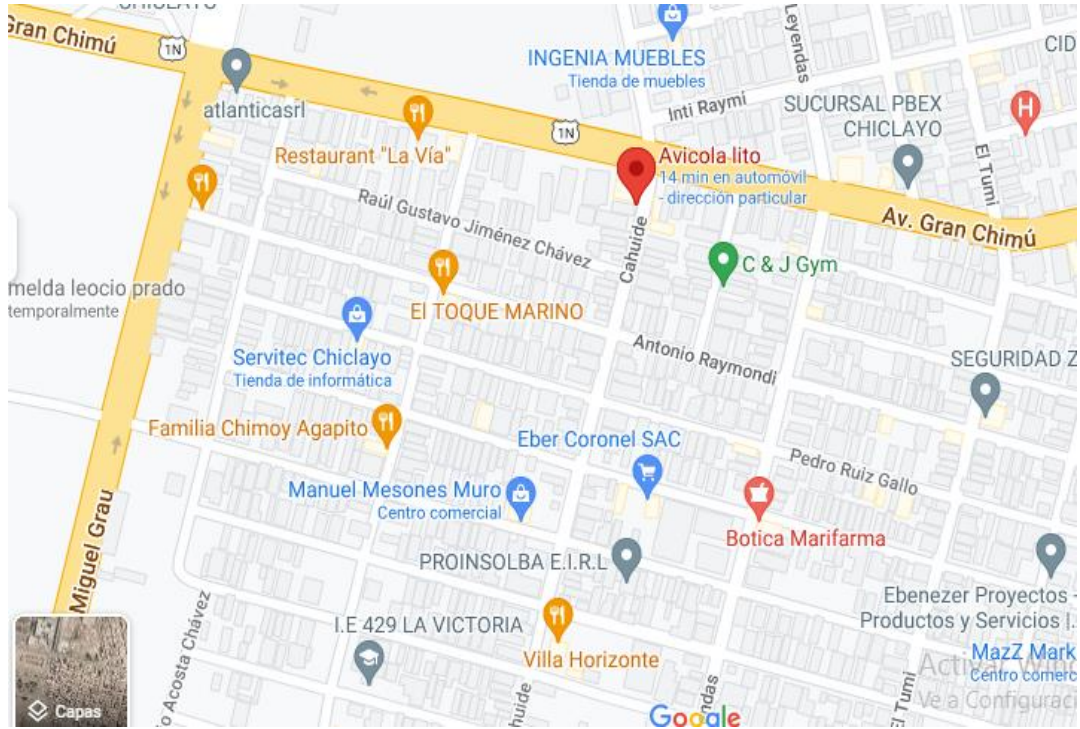 CHICLAYO
Gran Chimú
1N
atlanticasrl
INGENIA MUEBLES
Tienda de muebles
Leyendas
CID
Inti Raymi
SUCURSAL PBEX
CHICLAYO
H
El Tumi
Restaurant "La Vía"
1N
Avicola lito
14 min en automóvil
- dirección particular
Av. Gran Chimú
Raúl Gustavo Jiménez Chávez
Cahuide
C & J Gym
melda leocio prado
temporalmente
El TOQUE MARINO
Servitec Chiclayo
Tienda de informática
Antonio Raymondi
SEGURIDAD Z
Familia Chimoy Agapito
Eber Coronel SAC
Pedro Ruiz Gallo
Manuel Mesones Muro
Centro comercial
Botica Marifarma
Miguel Grau
PROINSOLBA E.I.R.L
Ebenezer Proyectos -
Productos y Servicios I.
I.E 429 LA VICTORIA
Villa Horizonte
MazZ Mark
Centro comerc
o Acosta Chávez
Cahuide
endas
El Tumi
Activar Wind
Ve a Configuraci
Capas
Google